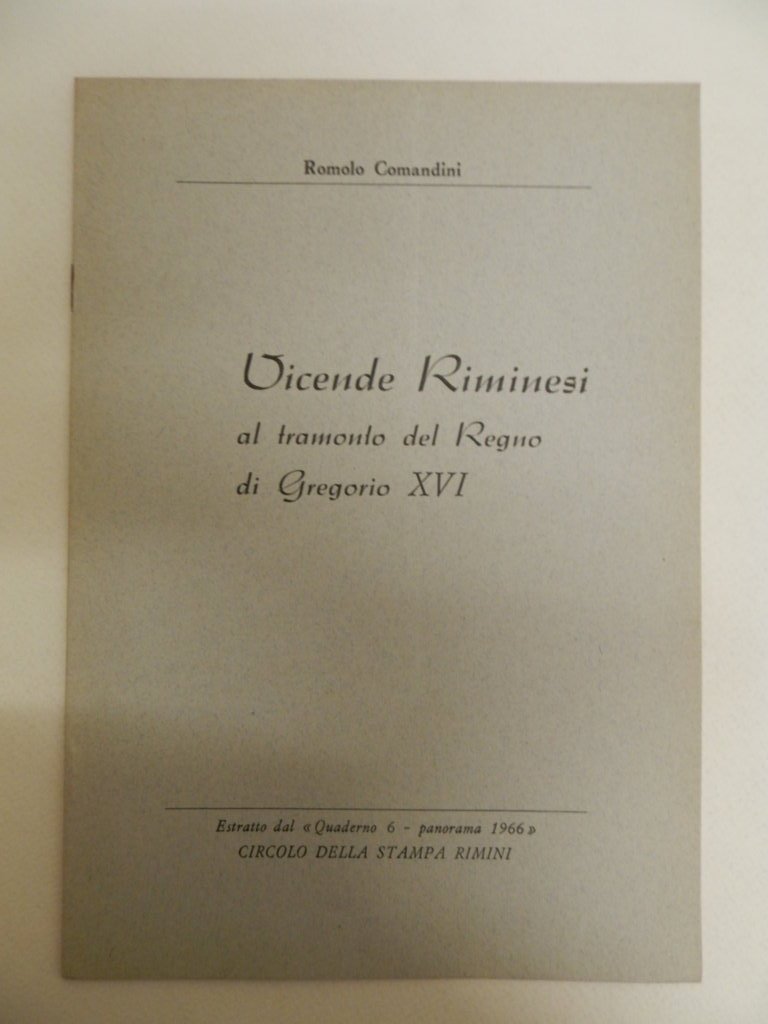 Romolo Comandini
Vicende Riminesi
al tramonto del Regno
di Gregorio XVI
Estratto dal « Quaderno 6 - panorama 1966 »
CIRCOLO DELLA STAMPA RIMINI